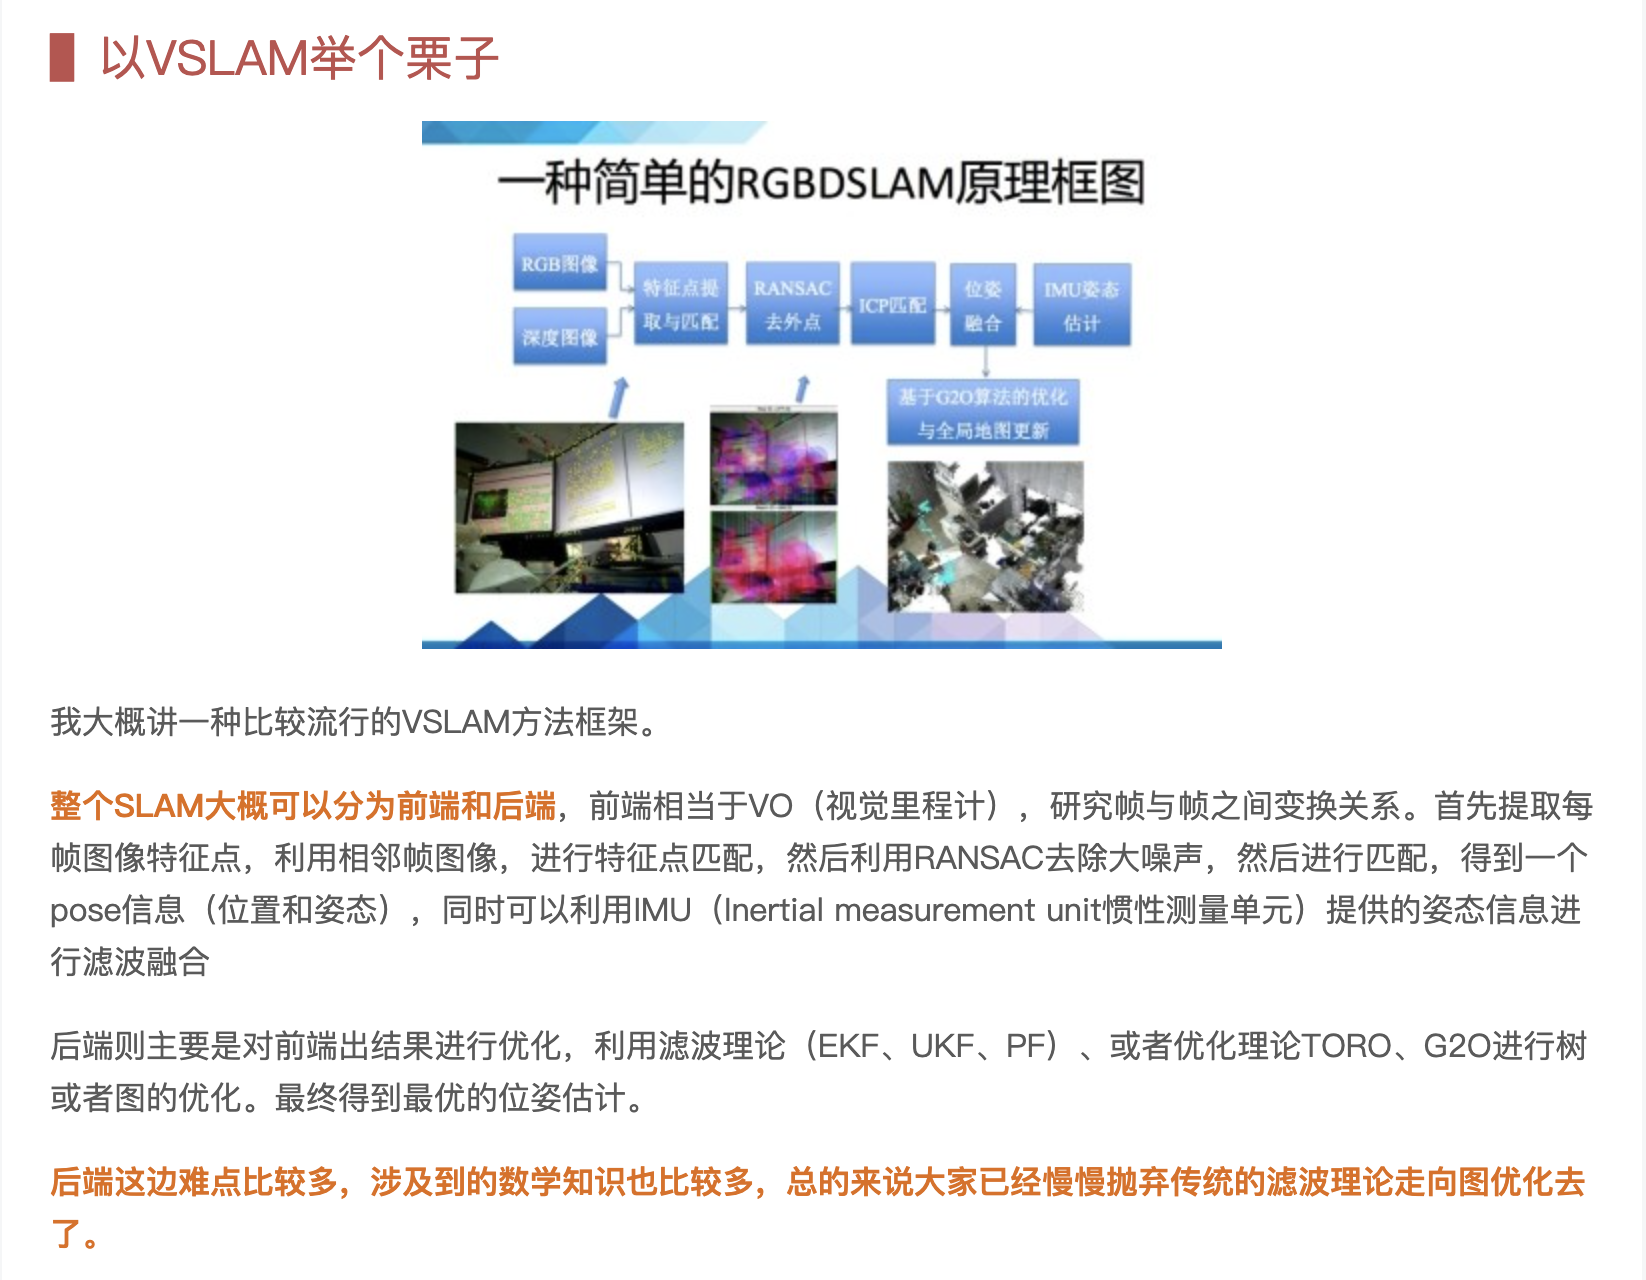 以VSLAM举个栗子
一种简单的RGBDSLAM原理框图
RGB图像
深度图像
特征点提
取与匹配
RANSAC
去外点
ICP匹配
位姿
融合
IMU姿态
估计
基于G2O算法的优化
与全局地图更新
我大概讲一种比较流行的VSLAM方法框架。
整个SLAM大概可以分为前端和后端，前端相当于VO（视觉里程计），研究帧与帧之间变换关系。首先提取每
帧图像特征点，利用相邻帧图像，进行特征点匹配，然后利用RANSAC去除大噪声，然后进行匹配，得到一个
pose信息（位置和姿态），同时可以利用IMU（Inertial measurement unit惯性测量单元）提供的姿态信息进
行滤波融合
后端则主要是对前端出结果进行优化，利用滤波理论（EKF、UKF、PF）、或者优化理论TORO、G2O进行树
或者图的优化。最终得到最优的位姿估计。
后端这边难点比较多，涉及到的数学知识也比较多，总的来说大家已经慢慢抛弃传统的滤波理论走向图优化去
了。